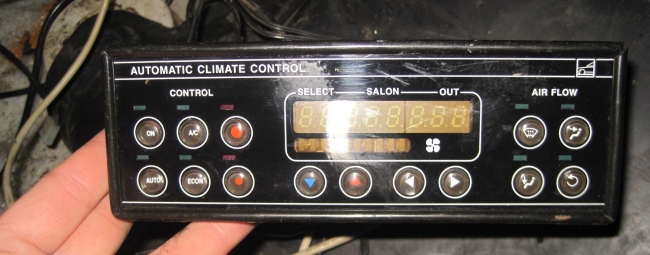 AUTOMATIC CLIMATE CONTROL
CONTROL
SELECT SALON OUT
AIR FLOW
ON A/C
AUTO ECON